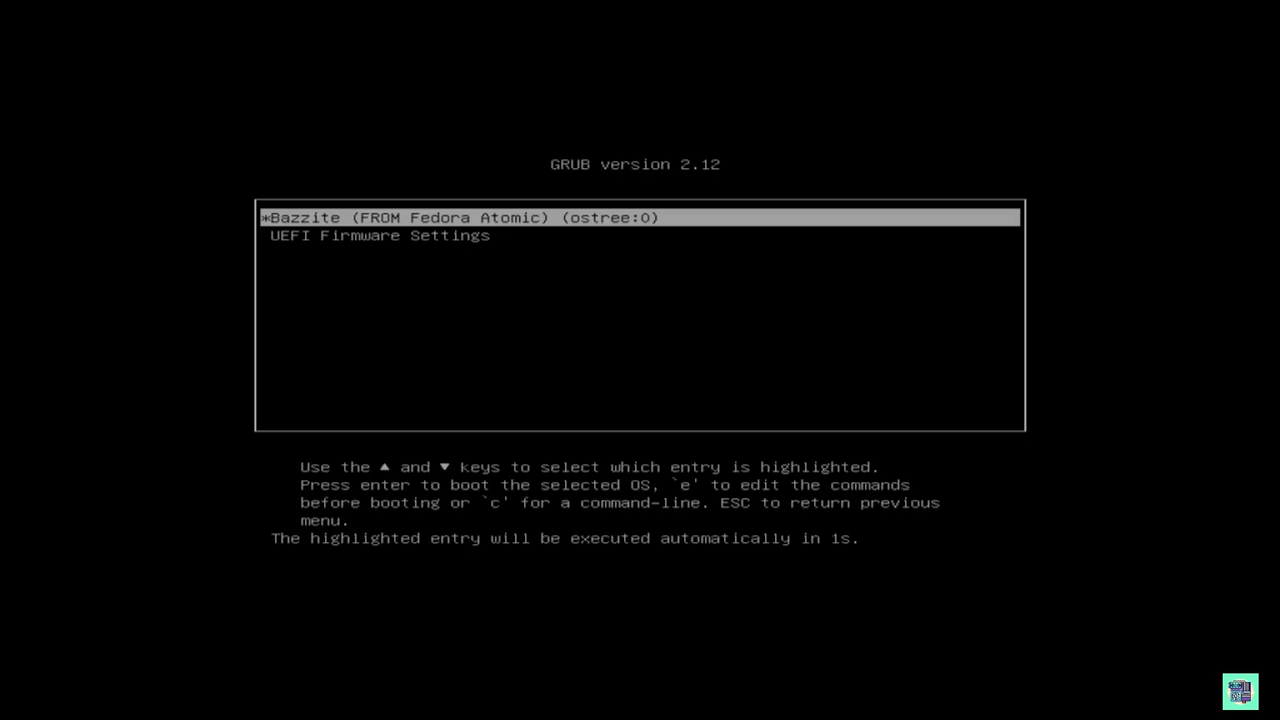 GRUB version 2.12
*Bazzite (FROM Fedora Atomic) (ostree:0)
UEFI Firmware Settings
Use the ▲ and ▼ keys to select which entry is highlighted.
Press enter to boot the selected OS, `e' to edit the commands
before booting or `c' for a command-line. ESC to return previous
menu.
The highlighted entry will be executed automatically in 1s.